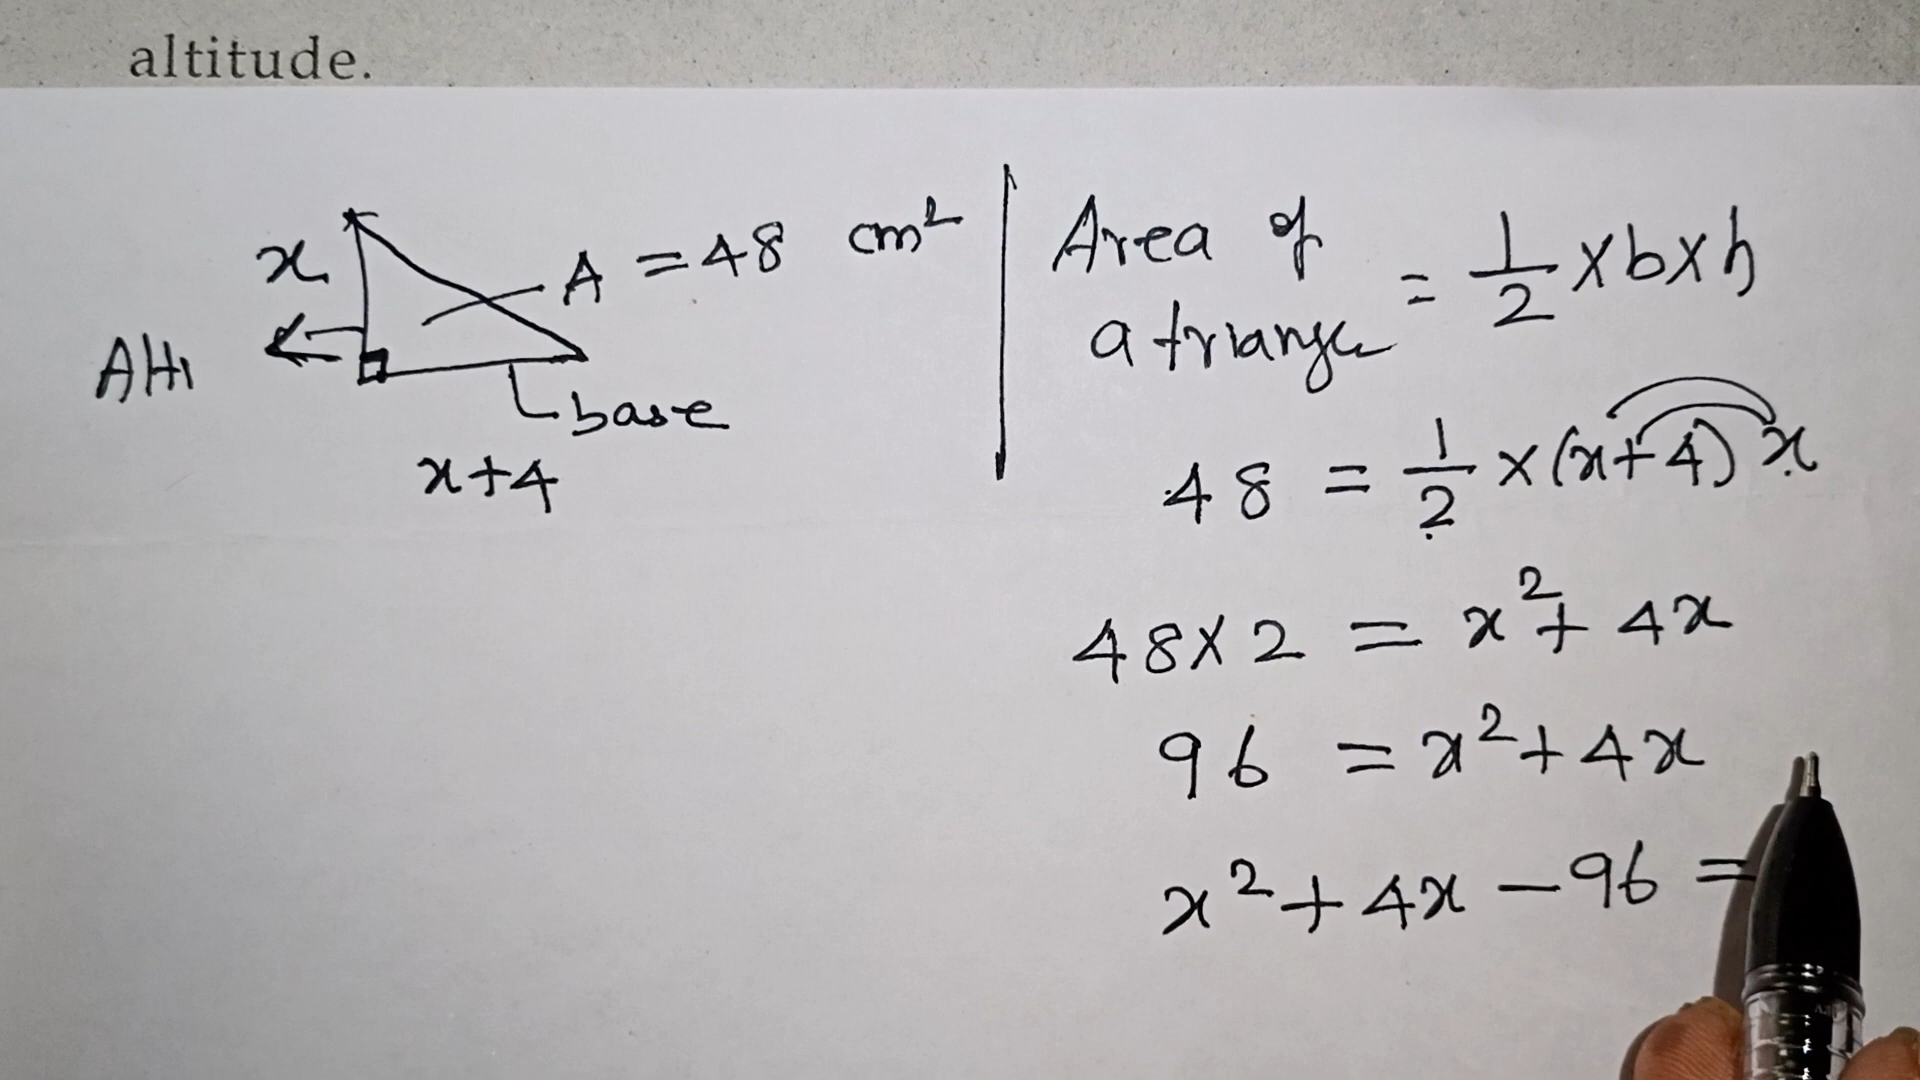 altitude.
x
A = 48 cm²
Alti
base
x+4
Area of
a triangle = 1/2 × b × h
48 = 1/2 × (x+4) x
48 × 2 = x² + 4x
96 = x² + 4x
x² + 4x - 96 =